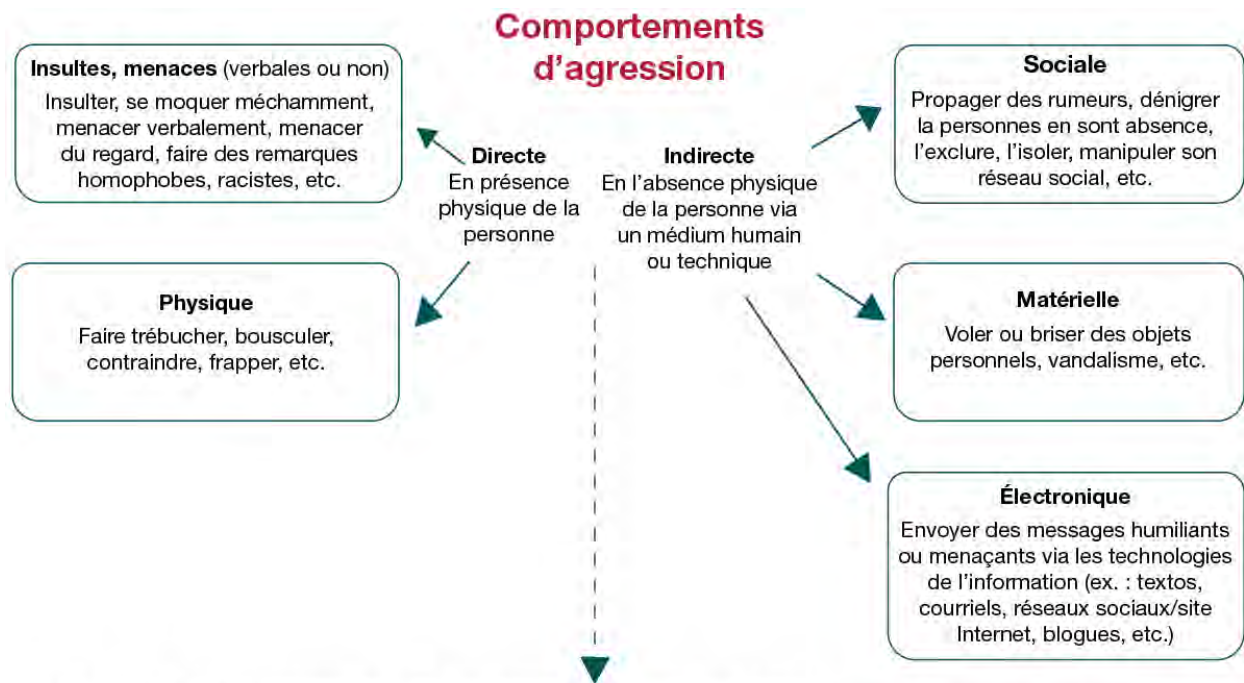 Comportements
d'agression
Insultes, menaces (verbales ou non)
Insulter, se moquer méchamment,
menacer verbalement, menacer
du regard, faire des remarques
homophobes, racistes, etc.
Physique
Faire trébucher, bousculer,
contraindre, frapper, etc.
Directe
En présence
physique de la
personne
Indirecte
En l'absence physique
de la personne via
un médium humain
ou technique
Sociale
Propager des rumeurs, dénigrer
la personnes en sont absence,
l'exclure, l'isoler, manipuler son
réseau social, etc.
Matérielle
Voler ou briser des objets
personnels, vandalisme, etc.
Électronique
Envoyer des messages humiliants
ou menaçants via les technologies
de l'information (ex. : textos,
courriels, réseaux sociaux/site
Internet, blogues, etc.)